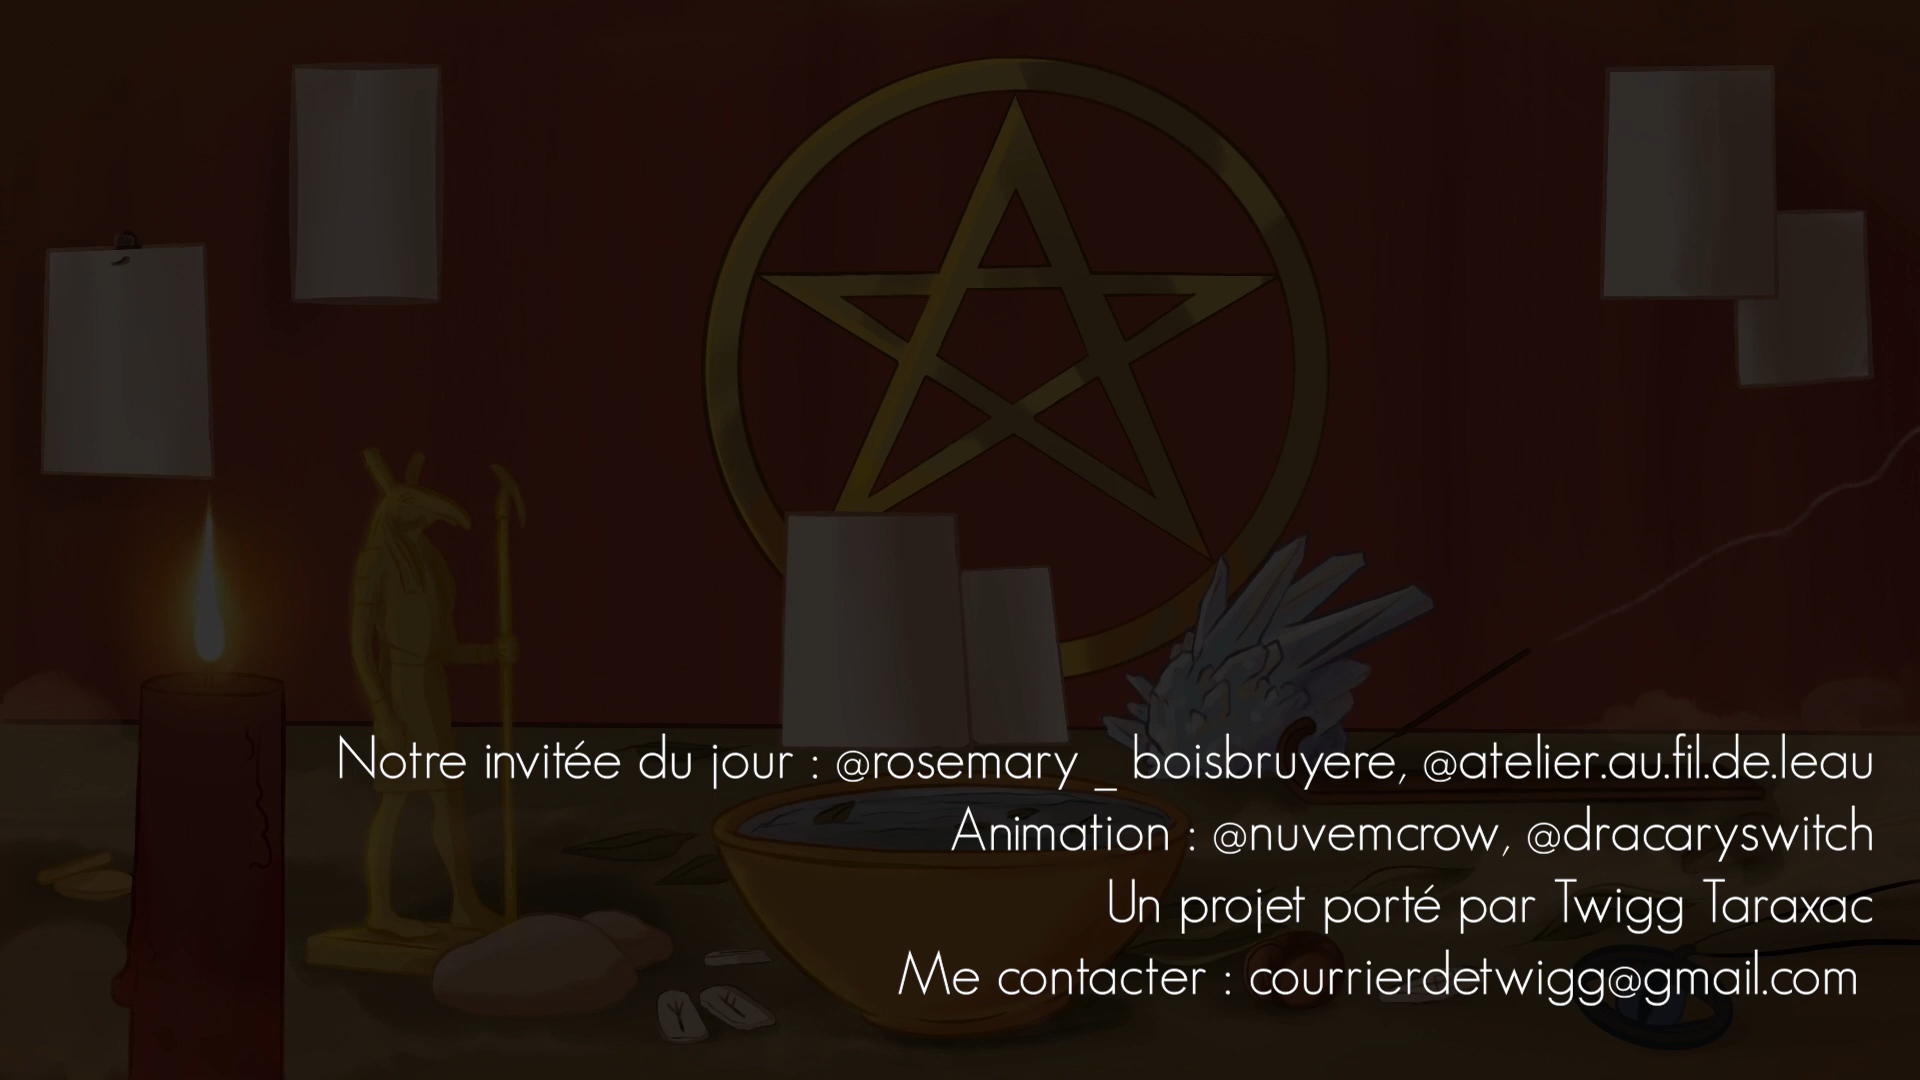 Notre invitée du jour : @rosemary _ boisbruyere, @atelier.au.fil.de.leau
Animation : @nuvemcrow, @dracaryswitch
Un projet porté par Twigg Taraxac
Me contacter : courrierdetwigg@gmail.com